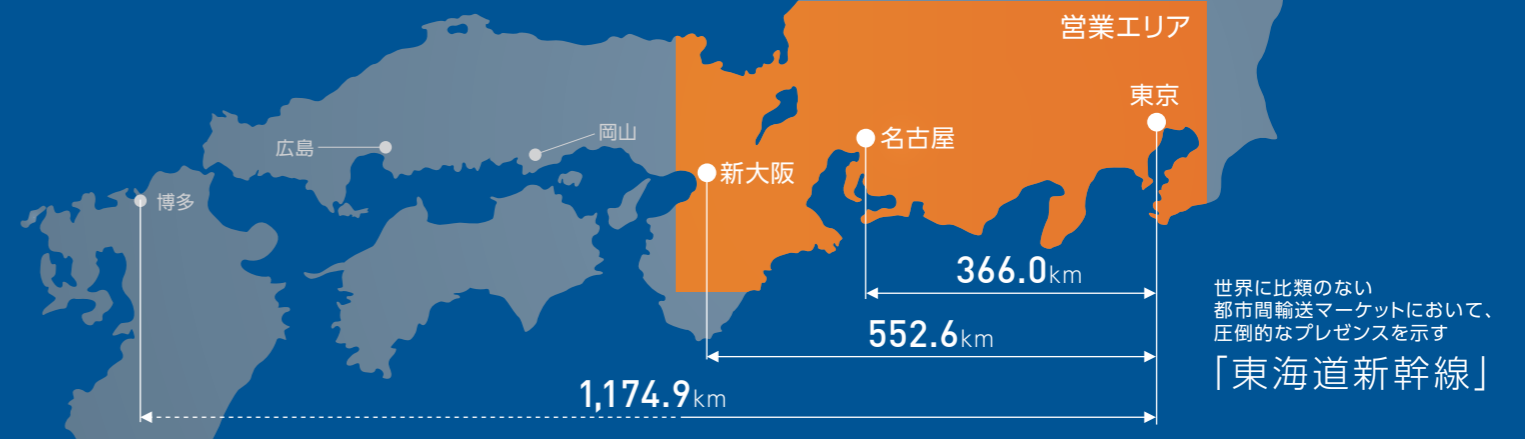 営業エリア
東京
名古屋
岡山
広島
新大阪
博多
366.0km
552.6km
1,174.9km
世界に比類のない
都市間輸送マーケットにおいて、
圧倒的なプレゼンスを示す
「東海道新幹線」